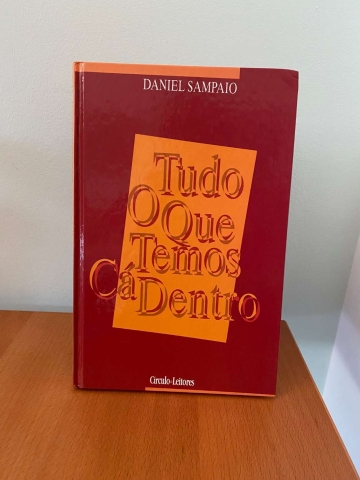 DANIEL SAMPAIO
Tudo
O Que
Temos
Cá Dentro
Círculo-Leitores